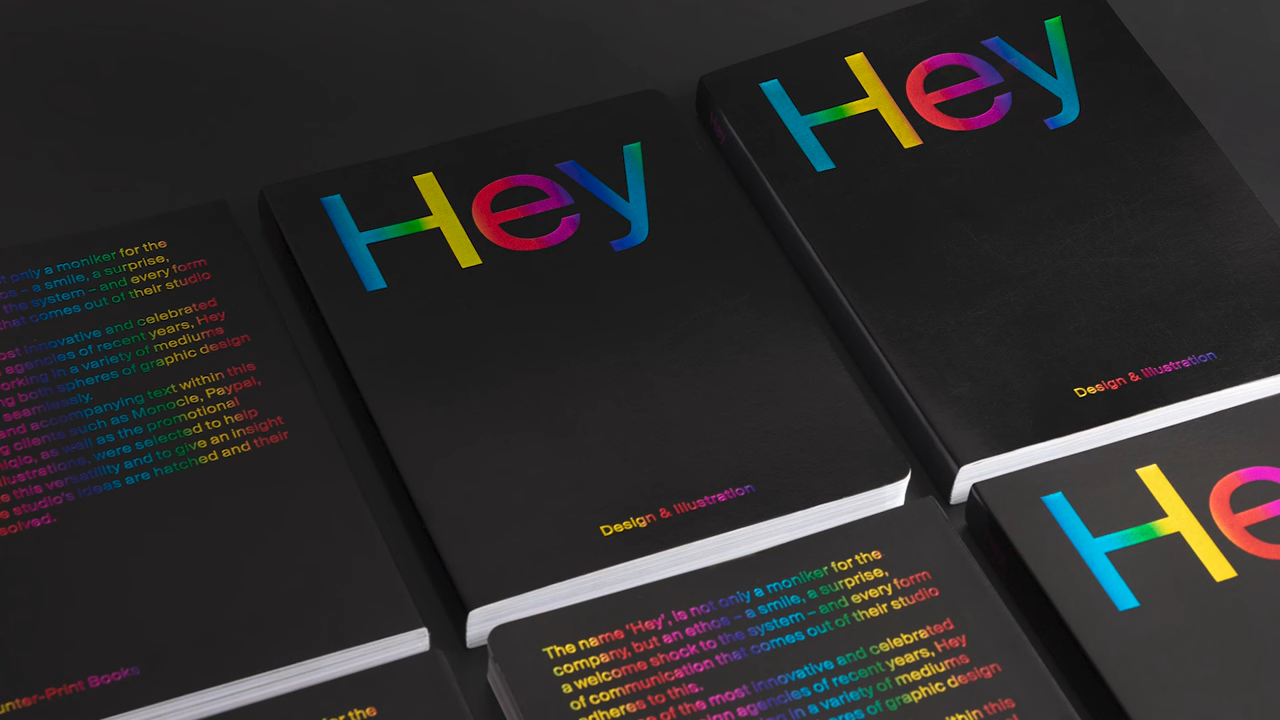 Hey
Design & Illustration
Hey
Design & Illustration
only a moniker for the
– a smile, a surprise,
the system – and every form
that comes out of their studio
innovative and celebrated
agencies of recent years, Hey
working in a variety of mediums
both spheres of graphic design
seamlessly.
and accompanying text within this
clients such as Monocle, Paypal,
as well as the promotional
illustrations, were selected to help
this versatility and to give an insight
studio's ideas are hatched and their
Print Books
The name 'Hey', is not only a moniker for the
company, but an ethos – a smile, a surprise,
a welcome shock to the system – and every form
of communication that comes out of their studio
adheres to this.
of the most innovative and celebrated
design agencies of recent years, Hey
in a variety of mediums
spheres of graphic design
within this
for the
He